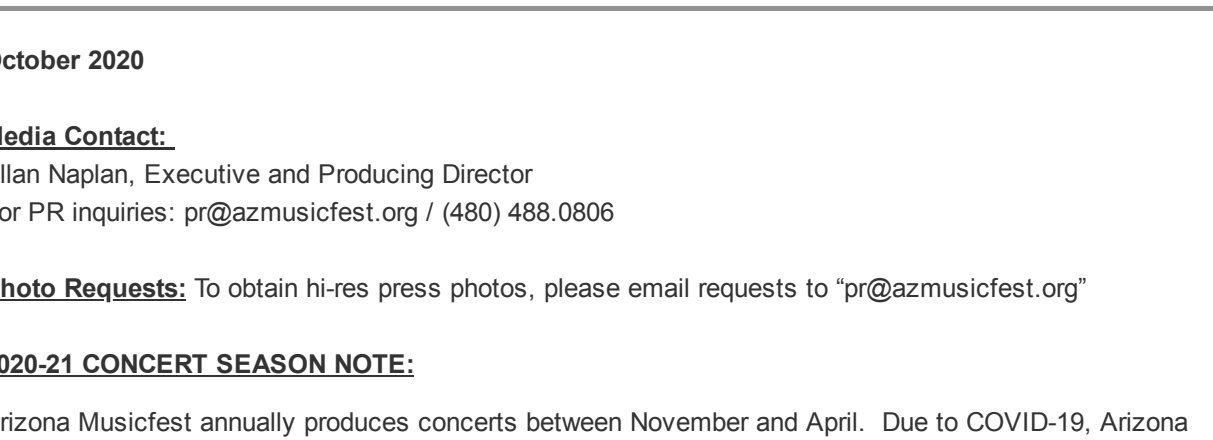 ctober 2020
ledia Contact:
llan Naplan, Executive and Producing Director
or PR inquiries: pr@azmusicfest.org / (480) 488.0806
hoto Requests: To obtain hi-res press photos, please email requests to “pr@azmusicfest.org”
020-21 CONCERT SEASON NOTE:
rizona Musicfest annually produces concerts between November and April.  Due to COVID-19, Arizona